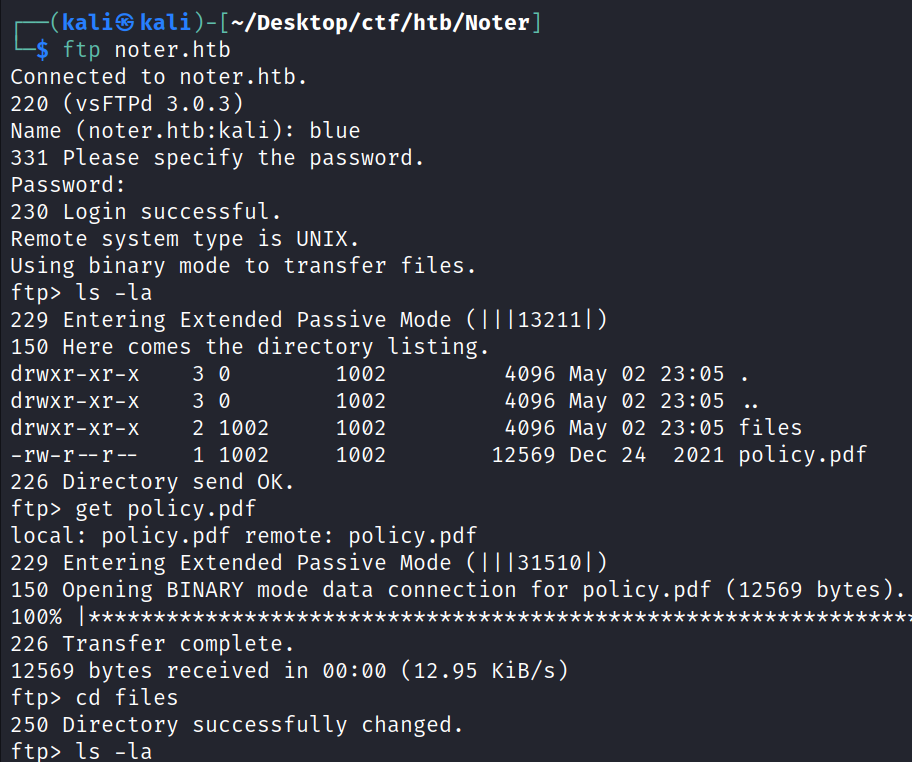 ┌──(kali㉿kali)-[~/Desktop/ctf/htb/Noter]
└─$ ftp noter.htb
Connected to noter.htb.
220 (vsFTPd 3.0.3)
Name (noter.htb:kali): blue
331 Please specify the password.
Password:
230 Login successful.
Remote system type is UNIX.
Using binary mode to transfer files.
ftp> ls -la
229 Entering Extended Passive Mode (|||13211|)
150 Here comes the directory listing.
drwxr-xr-x    3 0        1002         4096 May 02 23:05 .
drwxr-xr-x    3 0        1002         4096 May 02 23:05 ..
drwxr-xr-x    2 1002     1002         4096 May 02 23:05 files
-rw-r--r--    1 1002     1002        12569 Dec 24  2021 policy.pdf
226 Directory send OK.
ftp> get policy.pdf
local: policy.pdf remote: policy.pdf
229 Entering Extended Passive Mode (|||31510|)
150 Opening BINARY mode data connection for policy.pdf (12569 bytes).
100% |****************************************************************
226 Transfer complete.
12569 bytes received in 00:00 (12.95 KiB/s)
ftp> cd files
250 Directory successfully changed.
ftp> ls -la